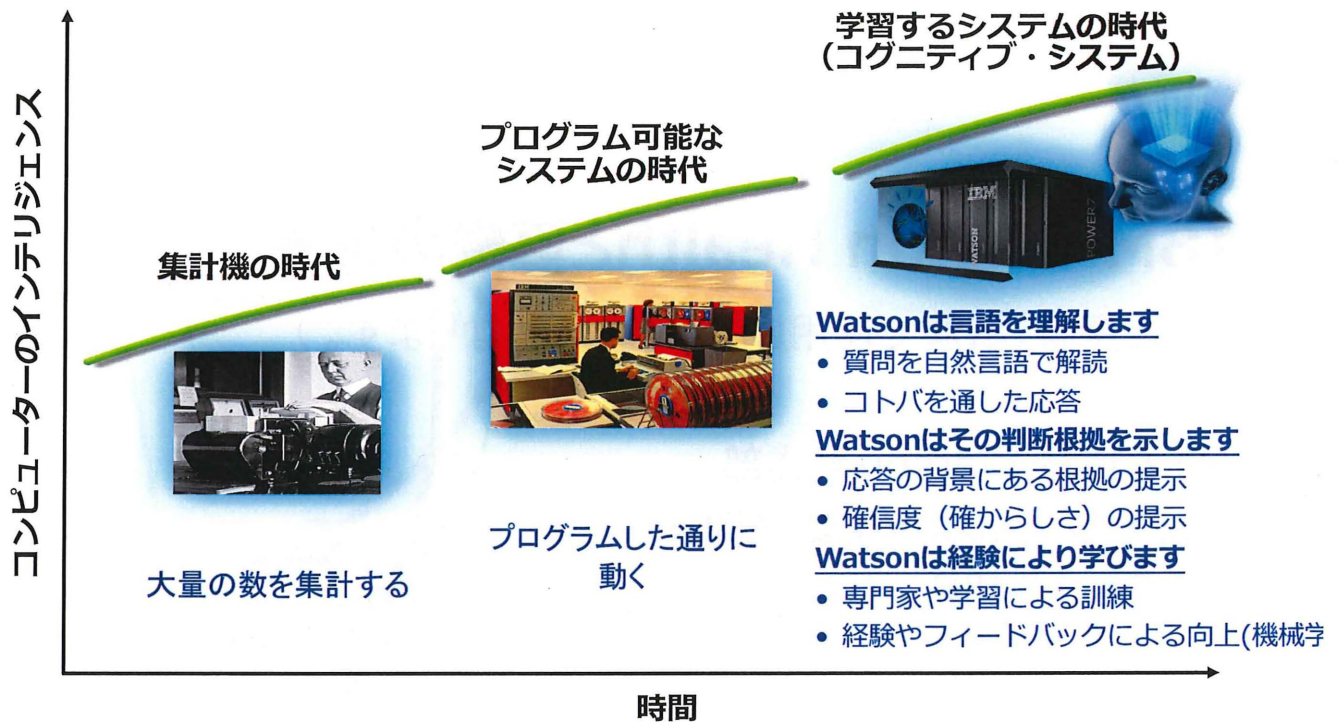 学習するシステムの時代
(コグニティブ・システム)
プログラム可能な
システムの時代
集計機の時代
コンピューターのインテリジェンス
IBM
WATSON
POWER7
Watsonは言語を理解します
• 質問を自然言語で解読
• コトバを通した応答
Watsonはその判断根拠を示します
• 応答の背景にある根拠の提示
• 確信度（確からしさ）の提示
Watsonは経験により学びます
• 専門家や学習による訓練
• 経験やフィードバックによる向上(機械学
プログラムした通りに
動く
大量の数を集計する
時間